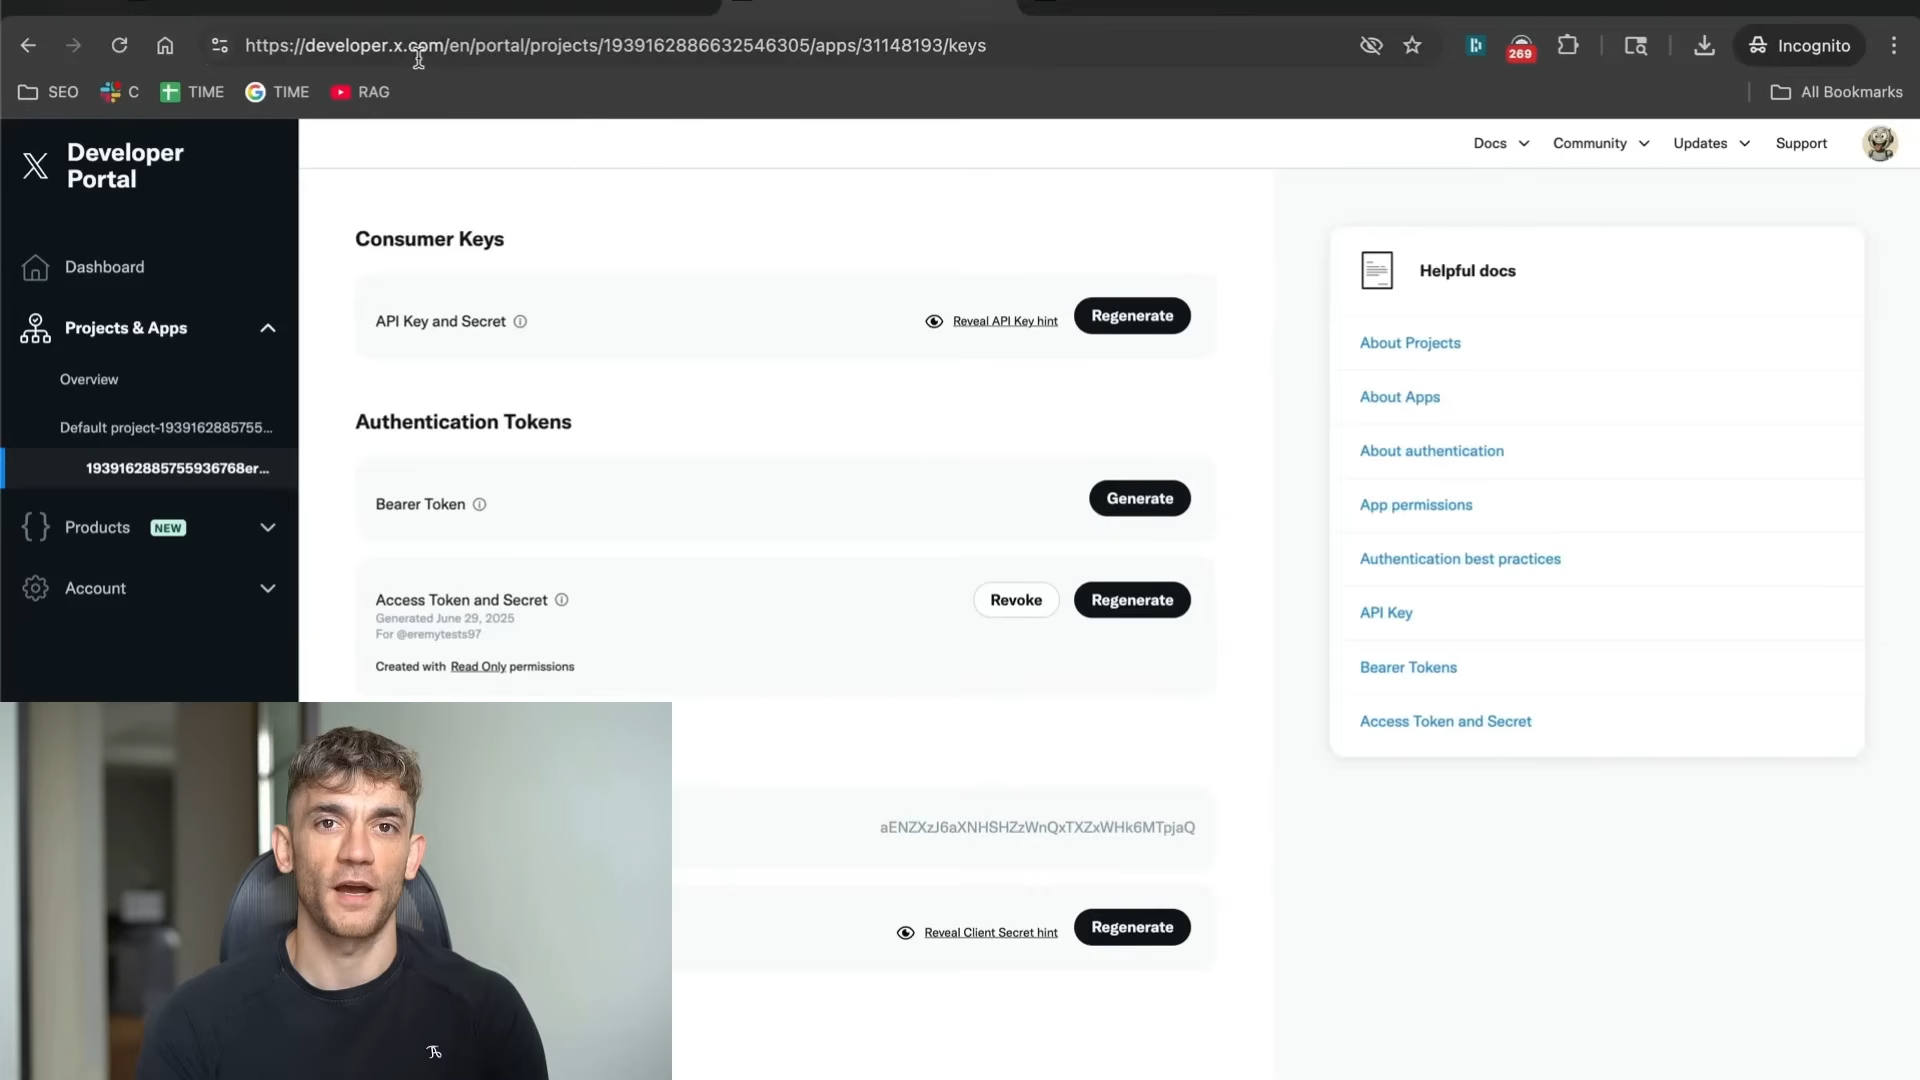 https://developer.x.com/en/portal/projects/1939162886632546305/apps/31148193/keys
269
Incognito
SEO
C
TIME
TIME
RAG
All Bookmarks
Developer
Portal
Docs
Community
Updates
Support
Dashboard
Projects & Apps
Overview
Default project-1939162885755...
1939162885755936768er...
Products
NEW
Account
Consumer Keys
API Key and Secret
Reveal API Key hint
Regenerate
Authentication Tokens
Bearer Token
Generate
Access Token and Secret
Generated June 29, 2025
For @eremytests97
Created with Read Only permissions
Revoke
Regenerate
aENZXzJ6aXNHSHZzWnQxTXZxWHk6MTpjaQ
Reveal Client Secret hint
Regenerate
Helpful docs
About Projects
About Apps
About authentication
App permissions
Authentication best practices
API Key
Bearer Tokens
Access Token and Secret